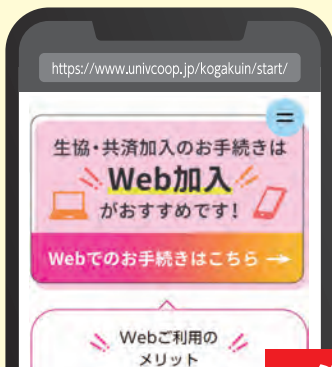 https://www.univcoop.jp/kogakuin/start/
生協・共済加入のお手続きは
Web加入
がおすすめです!
Webでのお手続きはこちら →
Webご利用の
メリット